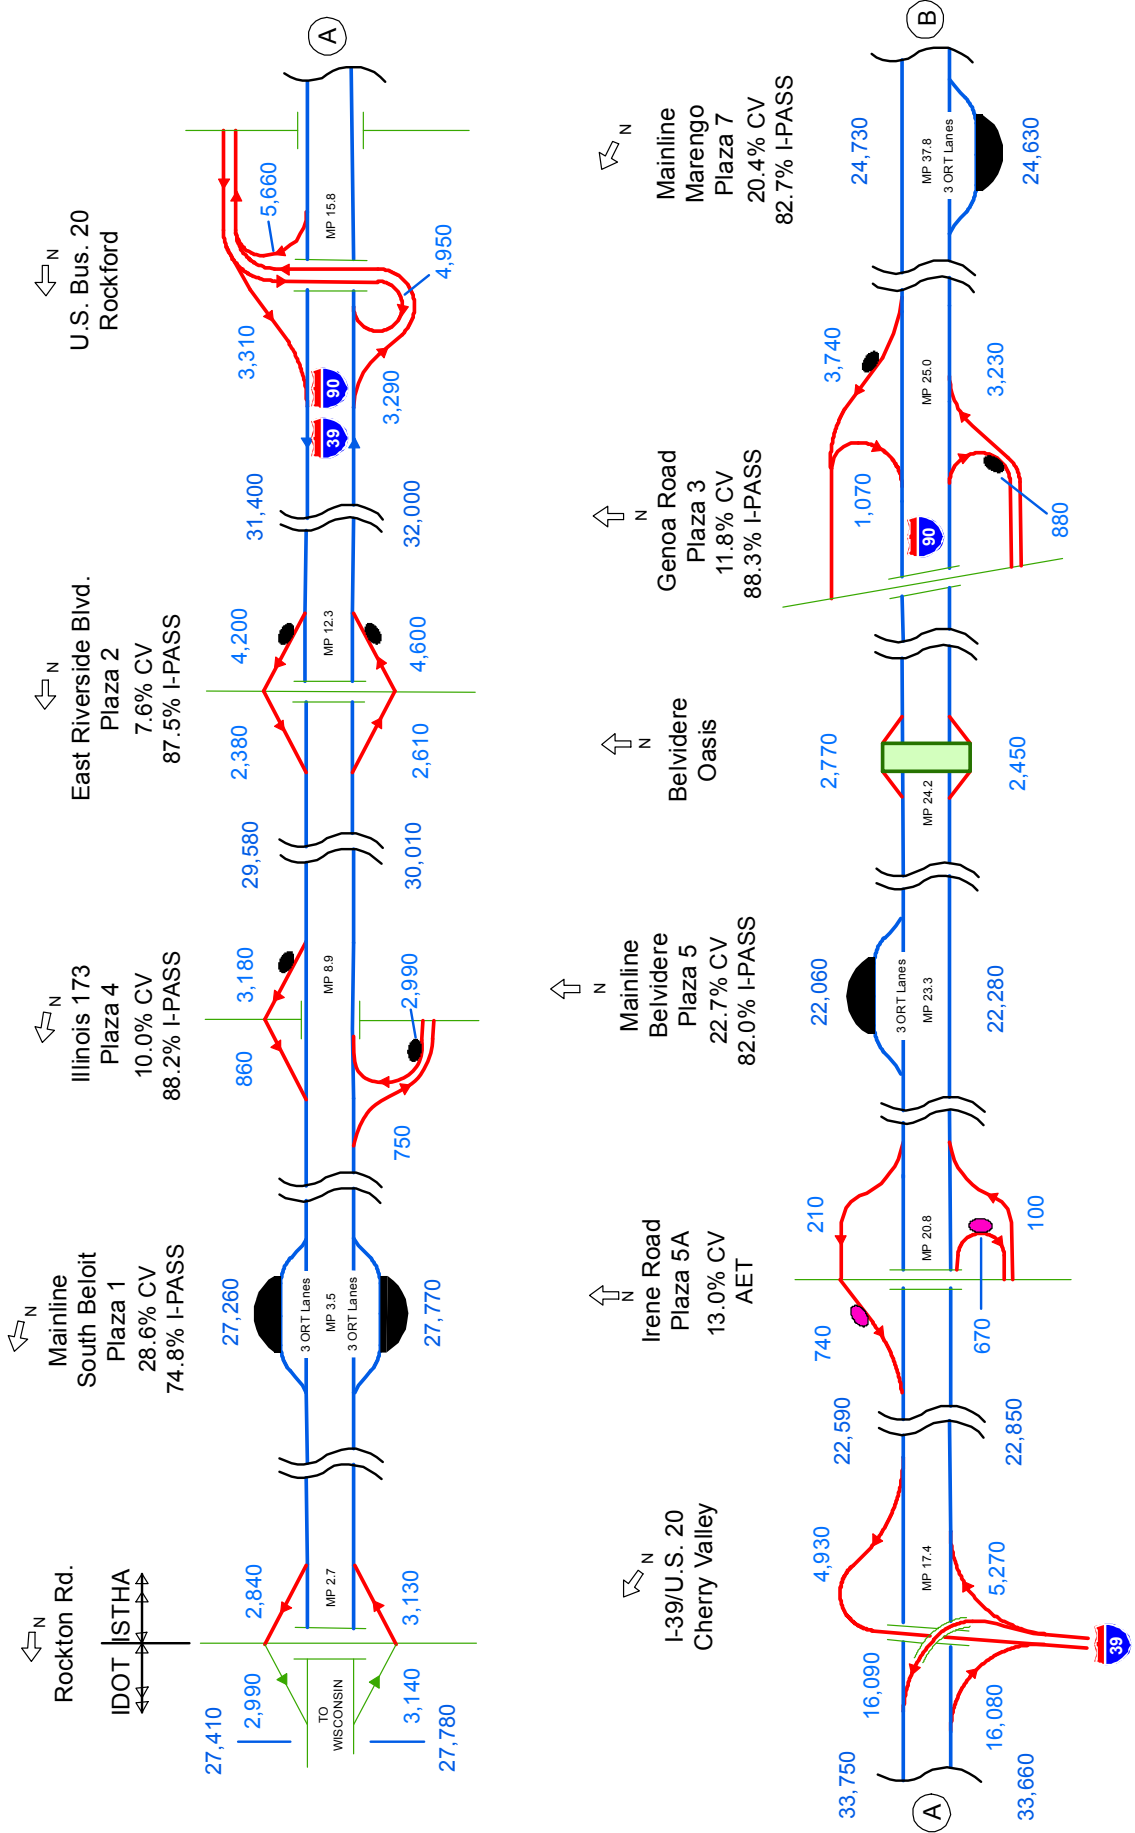 Rockton Rd.
N
IDOT
ISTHA
27,410
2,990
2,840
TO
WISCONSIN
MP 2.7
3,140
3,130
27,780
N
Mainline
South Beloit
Plaza 1
28.6% CV
74.8% I-PASS
27,260
3 ORT Lanes
MP 3.5
3 ORT Lanes
27,770
N
Illinois 173
Plaza 4
10.0% CV
88.2% I-PASS
860
3,180
MP 8.9
750
2,990
29,580
30,010
N
East Riverside Blvd.
Plaza 2
7.6% CV
87.5% I-PASS
2,380
4,200
MP 12.3
2,610
4,600
31,400
32,000
39
90
N
U.S. Bus. 20
Rockford
3,310
5,660
MP 15.8
3,290
4,950
A
A
33,750
33,660
N
I-39/U.S. 20
Cherry Valley
16,090
4,930
MP 17.4
16,080
5,270
39
22,590
22,850
N
Irene Road
Plaza 5A
13.0% CV
AET
740
210
MP 20.8
670
100
N
Mainline
Belvidere
Plaza 5
22.7% CV
82.0% I-PASS
22,060
3 ORT Lanes
MP 23.3
22,280
N
Belvidere
Oasis
2,770
MP 24.2
2,450
N
Genoa Road
Plaza 3
11.8% CV
88.3% I-PASS
1,070
3,740
90
MP 25.0
880
3,230
N
Mainline
Marengo
Plaza 7
20.4% CV
82.7% I-PASS
24,730
MP 37.8
3 ORT Lanes
24,630
B